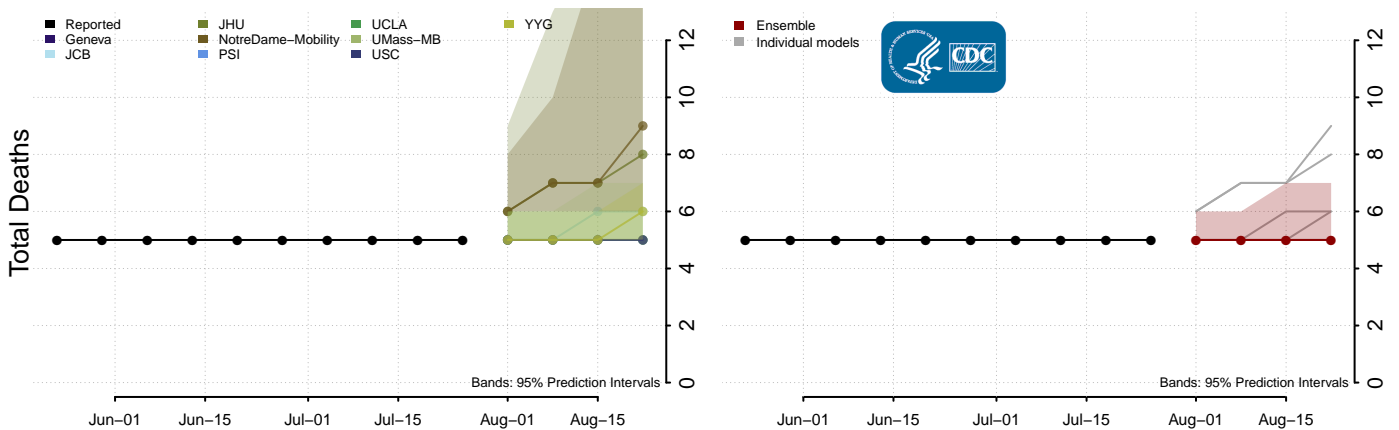 Reported JHU UCLA YYG
Geneva NotreDame–Mobility UMass–MB
JCB PSI USC
Total Deaths
0 2 4 6 8 10 12
Bands: 95% Prediction Intervals
Jun–01 Jun–15 Jul–01 Jul–15 Aug–01 Aug–15
Ensemble
Individual models
CDC
0 2 4 6 8 10 12
Bands: 95% Prediction Intervals
Jun–01 Jun–15 Jul–01 Jul–15 Aug–01 Aug–15